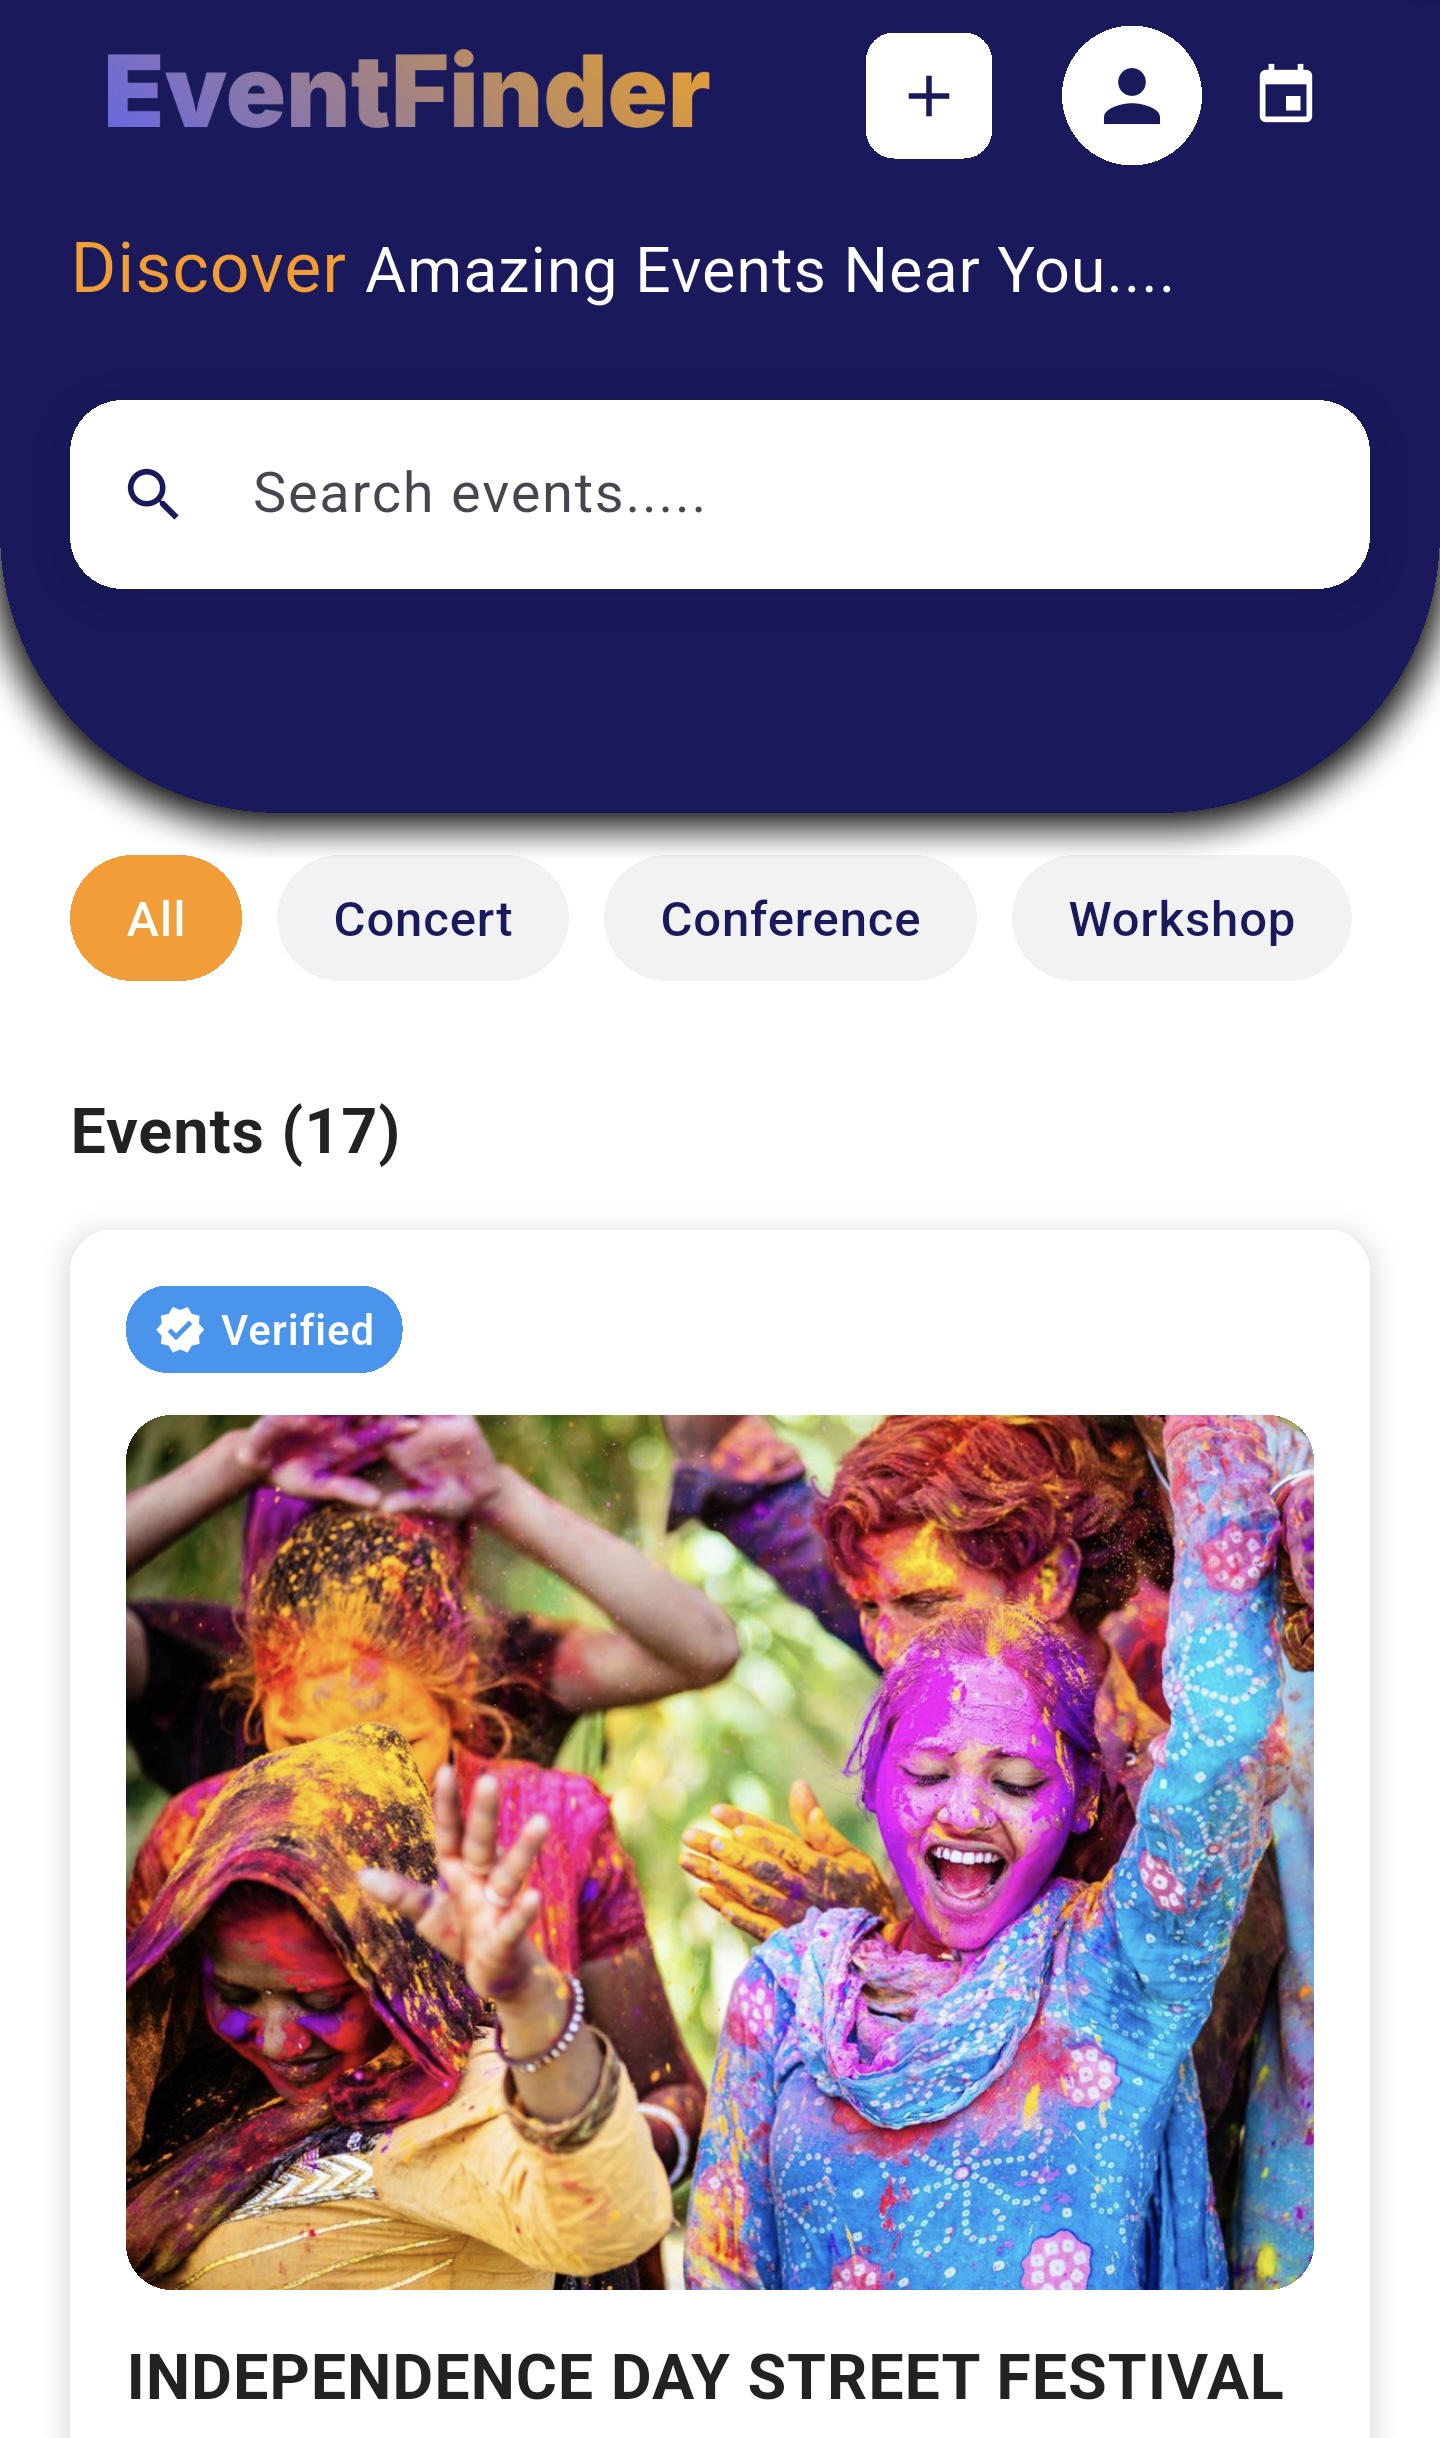 EventFinder
Discover Amazing Events Near You....
Search events.....
All Concert Conference Workshop
Events (17)
Verified
INDEPENDENCE DAY STREET FESTIVAL